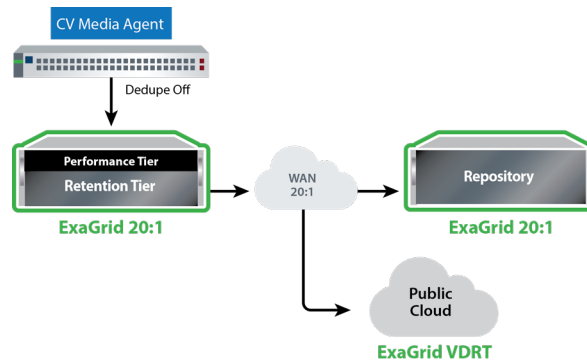 CV Media Agent
Dedupe Off
Performance Tier
Retention Tier
ExaGrid 20:1
WAN
20:1
Repository
ExaGrid 20:1
Public
Cloud
ExaGrid VDRT